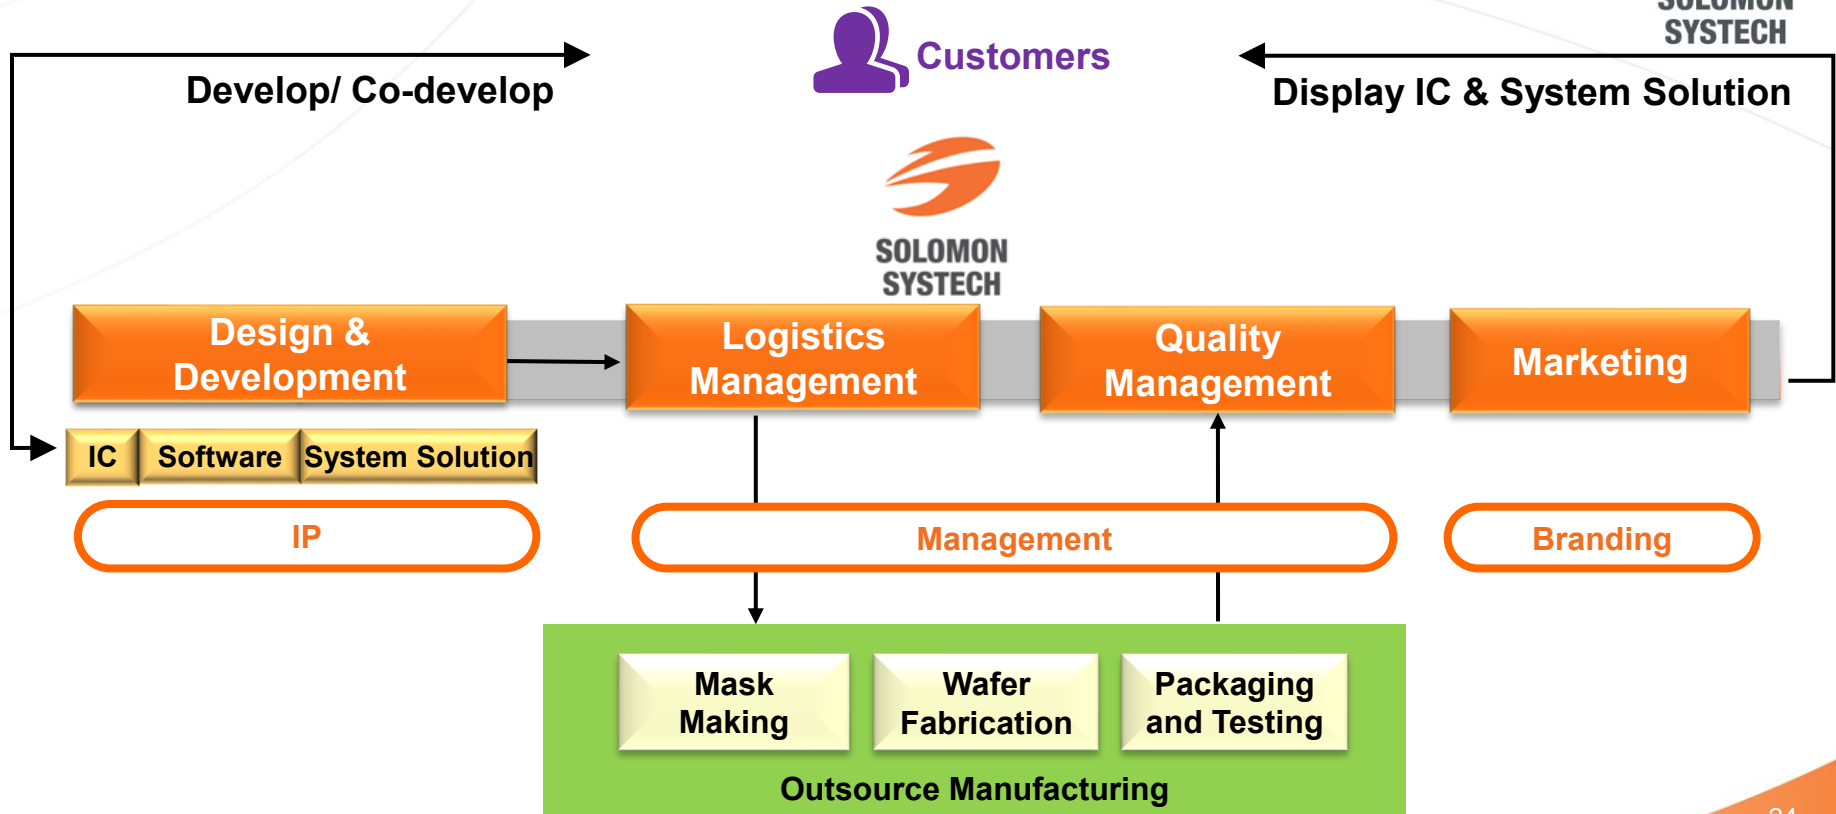 SOLOMON
SYSTECH
Customers
Develop/ Co-develop
Display IC & System Solution
SOLOMON
SYSTECH
Design &
Development
Logistics
Management
Quality
Management
Marketing
IC
Software
System Solution
IP
Management
Branding
Mask
Making
Wafer
Fabrication
Packaging
and Testing
Outsource Manufacturing